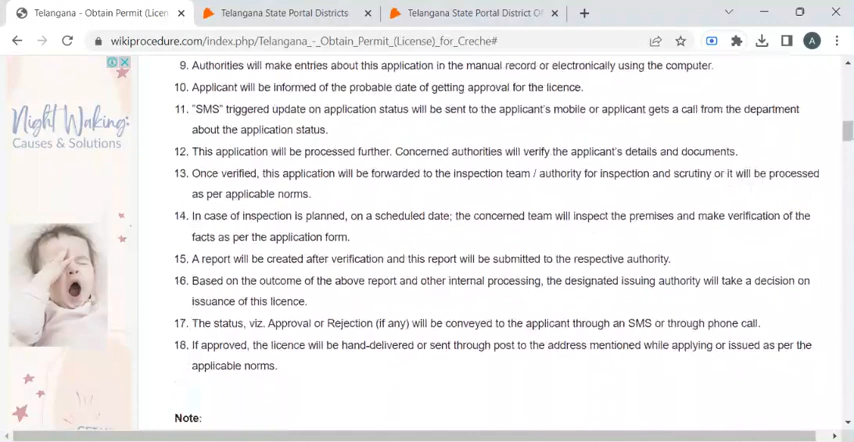 Telangana - Obtain Permit (Licen
Telangana State Portal Districts
Telangana State Portal District Of
wikiprocedure.com/index.php/Telangana_-_Obtain_Permit_(License)_for_Creche#
A
9. Authorities will make entries about this application in the manual record or electronically using the computer.
10. Applicant will be informed of the probable date of getting approval for the licence.
11. "SMS" triggered update on application status will be sent to the applicant's mobile or applicant gets a call from the department
about the application status.
12. This application will be processed further. Concerned authorities will verify the applicant's details and documents.
13. Once verified, this application will be forwarded to the inspection team / authority for inspection and scrutiny or it will be processed
as per applicable norms.
14. In case of inspection is planned, on a scheduled date; the concerned team will inspect the premises and make verification of the
facts as per the application form.
15. A report will be created after verification and this report will be submitted to the respective authority.
16. Based on the outcome of the above report and other internal processing, the designated issuing authority will take a decision on
issuance of this licence.
17. The status, viz. Approval or Rejection (if any) will be conveyed to the applicant through an SMS or through phone call.
18. If approved, the licence will be hand-delivered or sent through post to the address mentioned while applying or issued as per the
applicable norms.
Note:
Night Waking:
Causes & Solutions